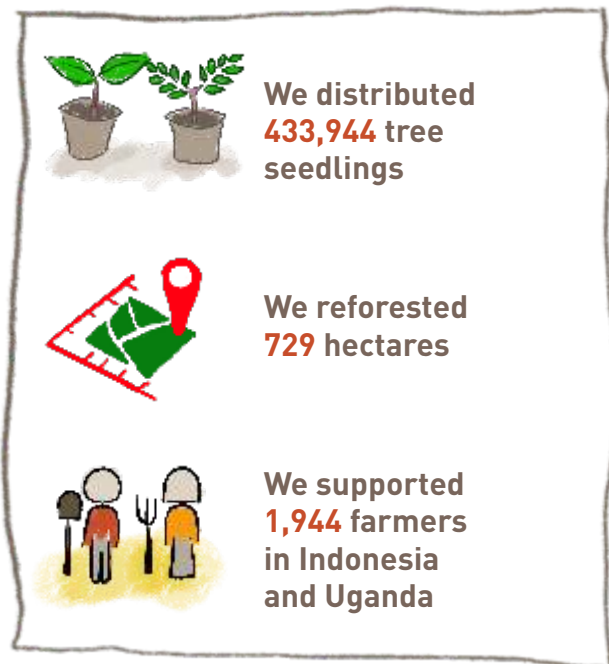 We distributed
433,944 tree
seedlings
We reforested
729 hectares
We supported
1,944 farmers
in Indonesia
and Uganda